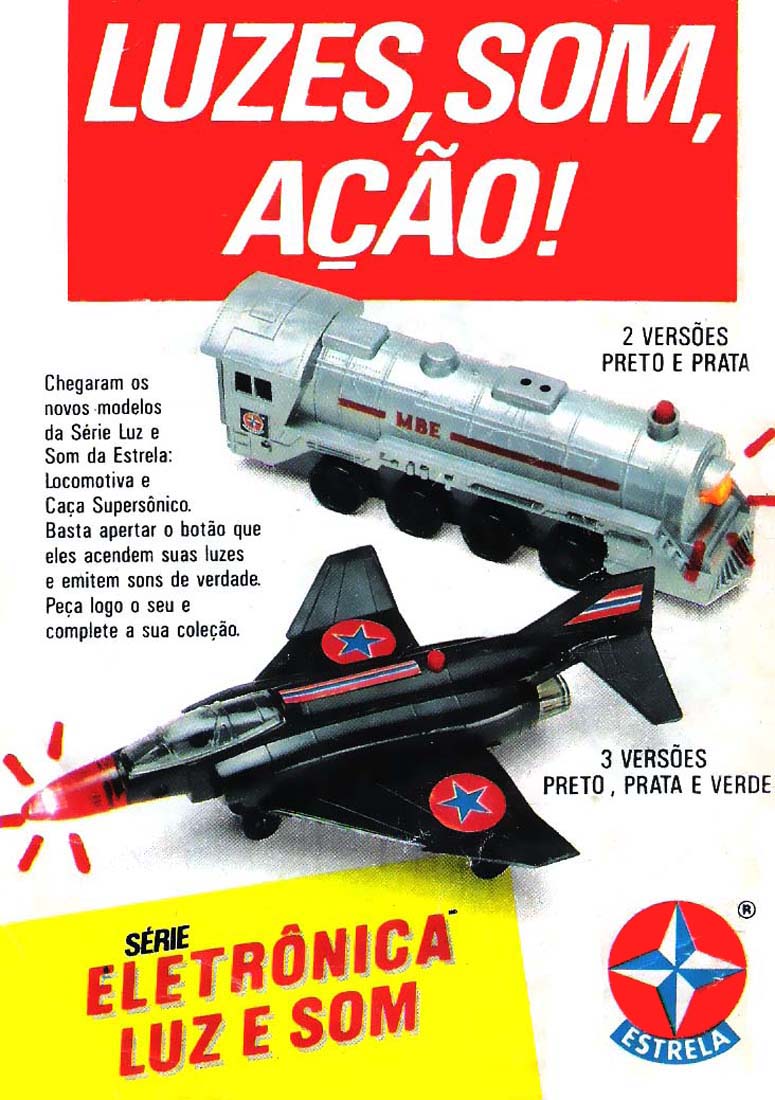 LUZES, SOM,
AÇÃO!
2 VERSÕES
PRETO E PRATA
Chegaram os
novos modelos
da Série Luz e
Som da Estrela:
Locomotiva e
Caça Supersônico.
Basta apertar o botão que
eles acendem suas luzes
e emitem sons de verdade.
Peça logo o seu e
complete a sua coleção.
MBE
3 VERSÕES
PRETO, PRATA E VERDE
SÉRIE
ELETRÔNICA
LUZ E SOM
®
ESTRELA